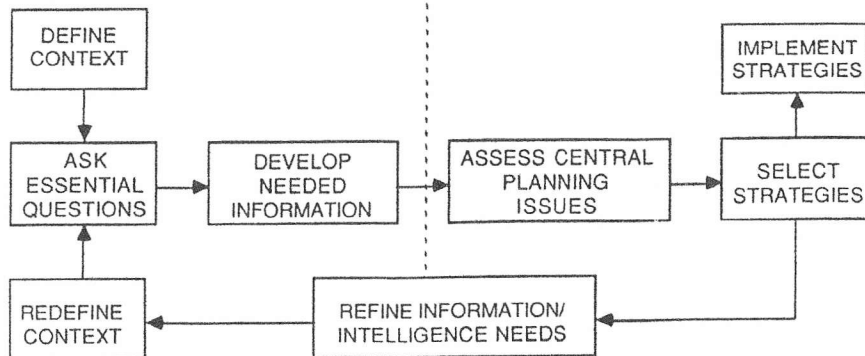 DEFINE
CONTEXT
IMPLEMENT
STRATEGIES
ASK
ESSENTIAL
QUESTIONS
DEVELOP
NEEDED
INFORMATION
ASSESS CENTRAL
PLANNING
ISSUES
SELECT
STRATEGIES
REDEFINE
CONTEXT
REFINE INFORMATION/
INTELLIGENCE NEEDS